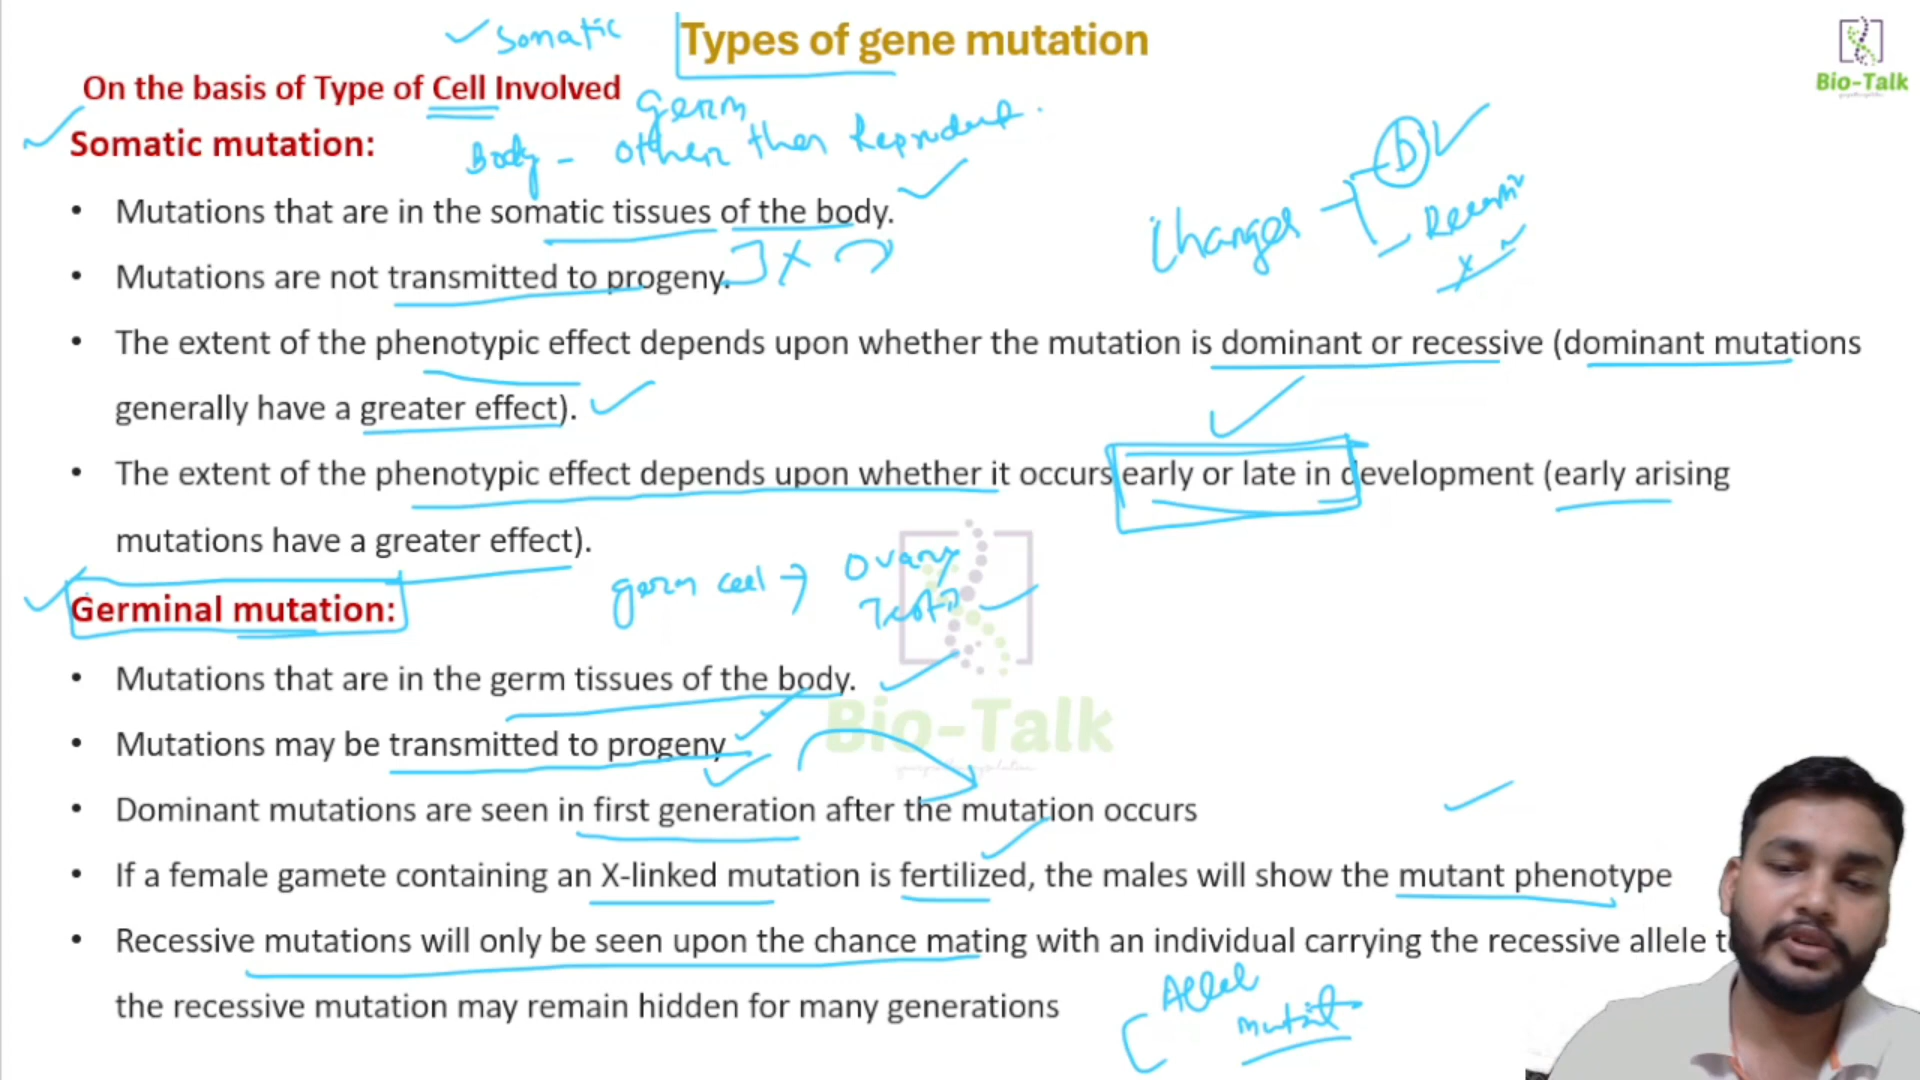 Somatic
Types of gene mutation
Bio-Talk
On the basis of Type of Cell Involved
Germ
Somatic mutation:
Body - other then Reproduct.
D
Changes
Mutations that are in the somatic tissues of the body.
Mutations are not transmitted to progeny.
The extent of the phenotypic effect depends upon whether the mutation is dominant or recessive (dominant mutations
generally have a greater effect).
The extent of the phenotypic effect depends upon whether it occurs early or late in development (early arising
mutations have a greater effect).
germ cell → ovary
Germinal mutation:
Mutations that are in the germ tissues of the body.
Bio-Talk
Mutations may be transmitted to progeny
Dominant mutations are seen in first generation after the mutation occurs
If a female gamete containing an X-linked mutation is fertilized, the males will show the mutant phenotype
Recessive mutations will only be seen upon the chance mating with an individual carrying the recessive allele
the recessive mutation may remain hidden for many generations
Allel